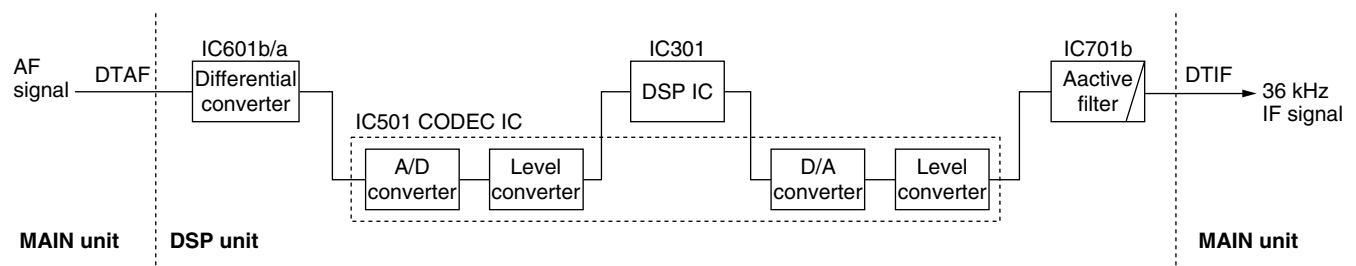 AF
signal
DTAF
IC601b/a
Differential
converter
IC501 CODEC IC
A/D
converter
Level
converter
IC301
DSP IC
D/A
converter
Level
converter
IC701b
Aactive
filter
DTIF
36 kHz
IF signal
MAIN unit
DSP unit
MAIN unit